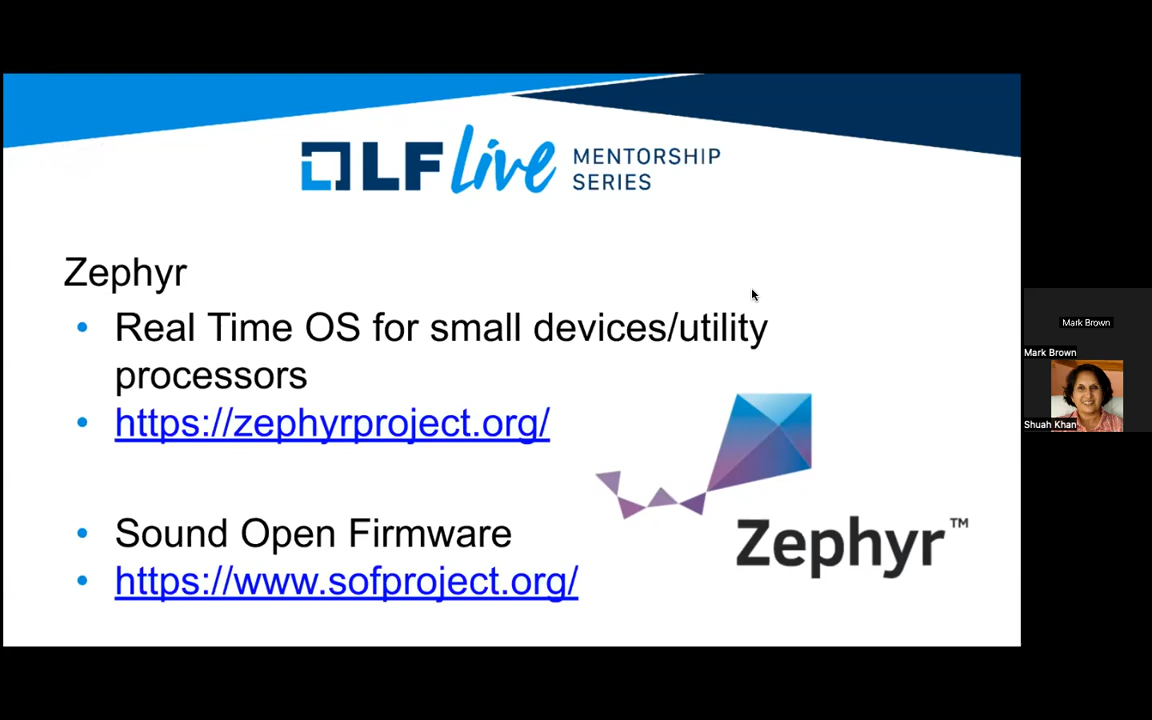 LF Live MENTORSHIP
SERIES
Zephyr
• Real Time OS for small devices/utility
processors
• https://zephyrproject.org/
Zephyr™
• Sound Open Firmware
• https://www.sofproject.org/
Mark Brown
Mark Brown
Shuah Khan